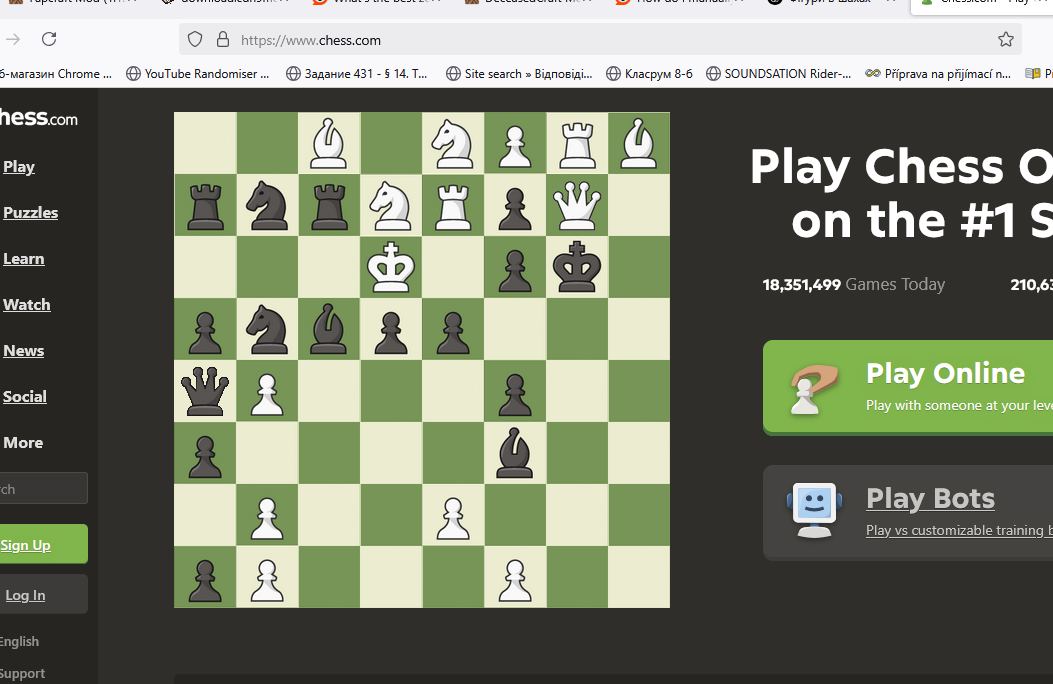 https://www.chess.com
б-магазин Chrome ...
YouTube Randomiser ...
Задание 431 - § 14. Т...
Site search » Відповіді...
Класрум 8-6
SOUNDSATION Rider-...
Příprava na přijímací n...
hess.com
Play
Puzzles
Learn
Watch
News
Social
More
rch
Sign Up
Log In
English
Support
Play Chess O
on the #1 S
18,351,499 Games Today
210,63
Play Online
Play with someone at your leve
Play Bots
Play vs customizable training b